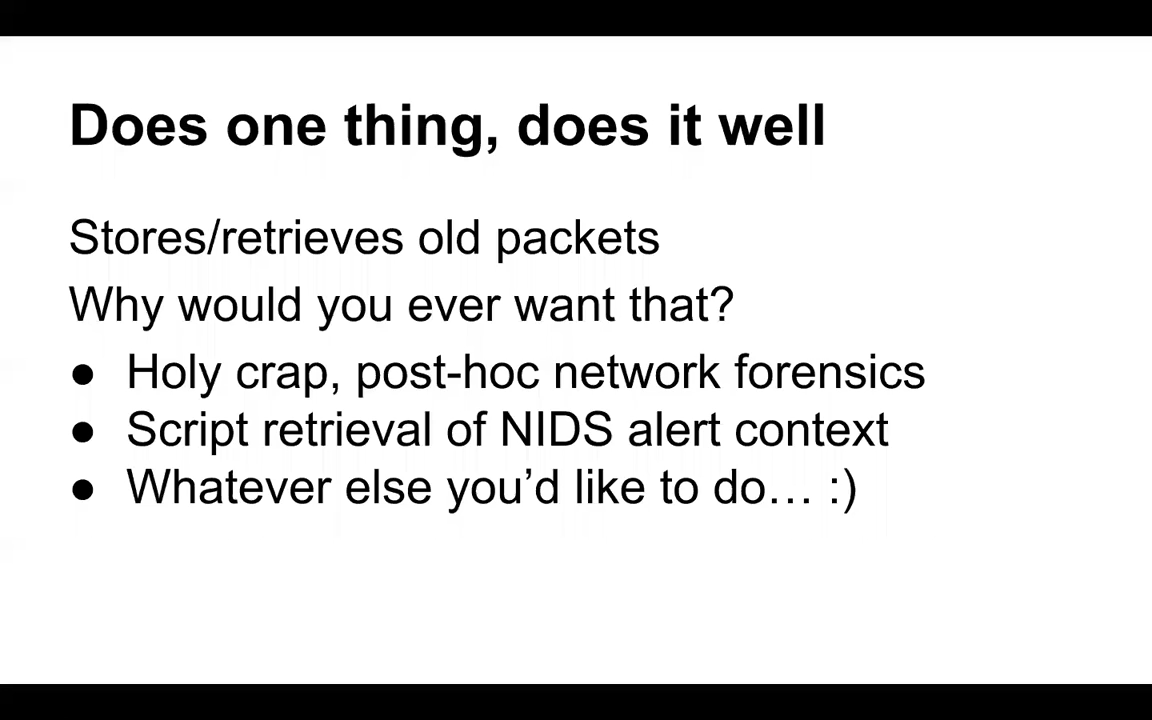 Does one thing, does it well
Stores/retrieves old packets
Why would you ever want that?
● Holy crap, post-hoc network forensics
● Script retrieval of NIDS alert context
● Whatever else you’d like to do… :)